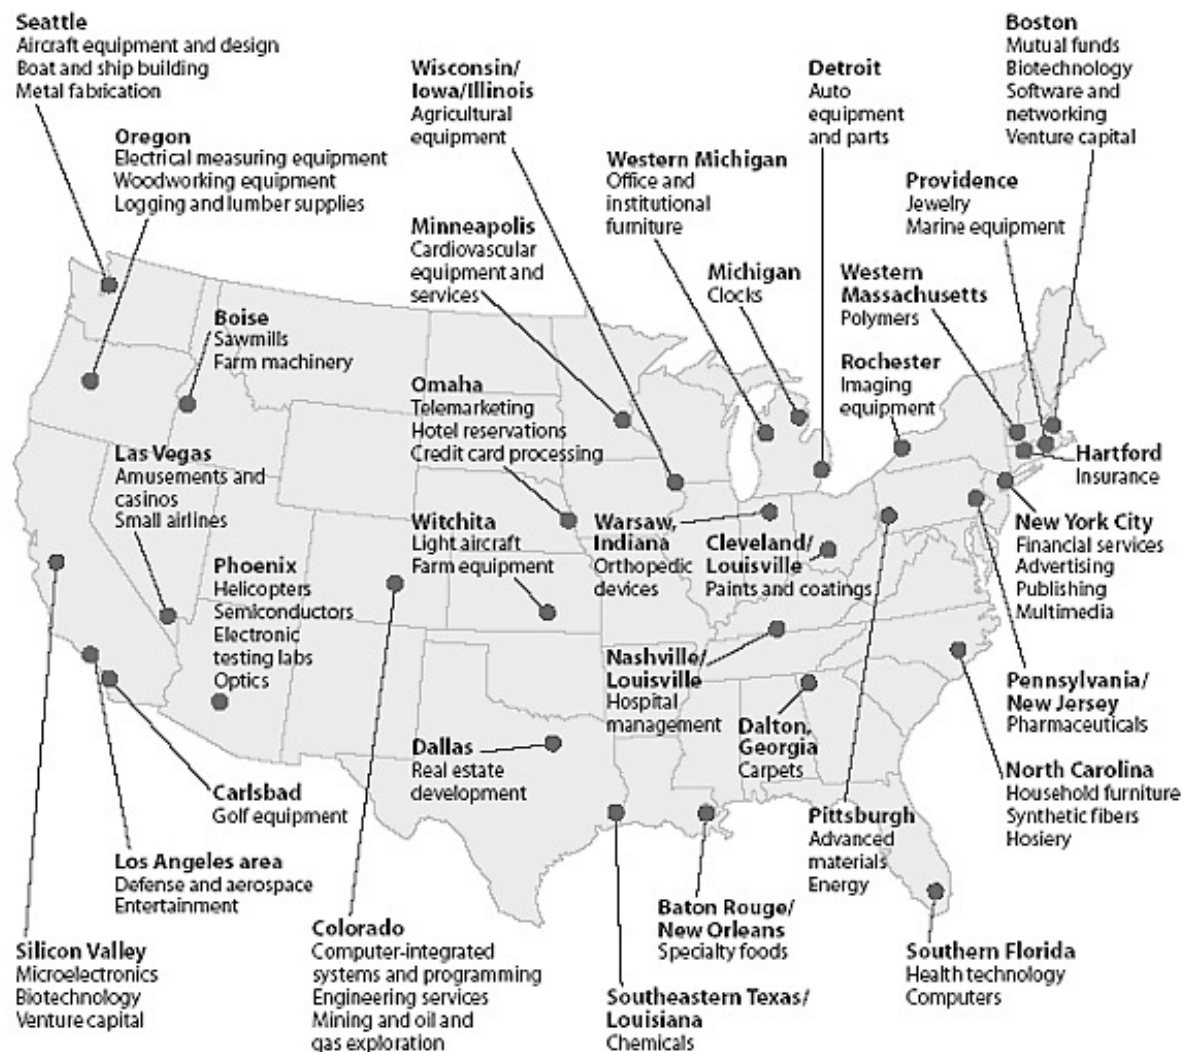 Seattle
Aircraft equipment and design
Boat and ship building
Metal fabrication
Oregon
Electrical measuring equipment
Woodworking equipment
Logging and lumber supplies
Wisconsin/
Iowa/Illinois
Agricultural
equipment
Detroit
Auto
equipment
and parts
Boston
Mutual funds
Biotechnology
Software and
networking
Venture capital
Western Michigan
Office and
institutional
furniture
Providence
Jewelry
Marine equipment
Minneapolis
Cardiovascular
equipment and
services
Michigan
Clocks
Western
Massachusetts
Polymers
Boise
Sawmills
Farm machinery
Rochester
Imaging
equipment
Omaha
Telemarketing
Hotel reservations
Credit card processing
Las Vegas
Amusements and
casinos
Small airlines
Hartford
Insurance
Witchita
Light aircraft
Farm equipment
Warsaw,
Indiana
Orthopedic
devices
Cleveland/
Louisville
Paints and coatings
New York City
Financial services
Advertising
Publishing
Multimedia
Phoenix
Helicopters
Semiconductors
Electronic
testing labs
Optics
Nashville/
Louisville
Hospital
management
Pennsylvania/
New Jersey
Pharmaceuticals
Dallas
Real estate
development
Dalton,
Georgia
Carpets
North Carolina
Household furniture
Synthetic fibers
Hosiery
Carlsbad
Golf equipment
Pittsburgh
Advanced
materials
Energy
Los Angeles area
Defense and aerospace
Entertainment
Baton Rouge/
New Orleans
Specialty foods
Silicon Valley
Microelectronics
Biotechnology
Venture capital
Colorado
Computer-integrated
systems and programming
Engineering services
Mining and oil and
gas exploration
Southeastern Texas/
Louisiana
Chemicals
Southern Florida
Health technology
Computers